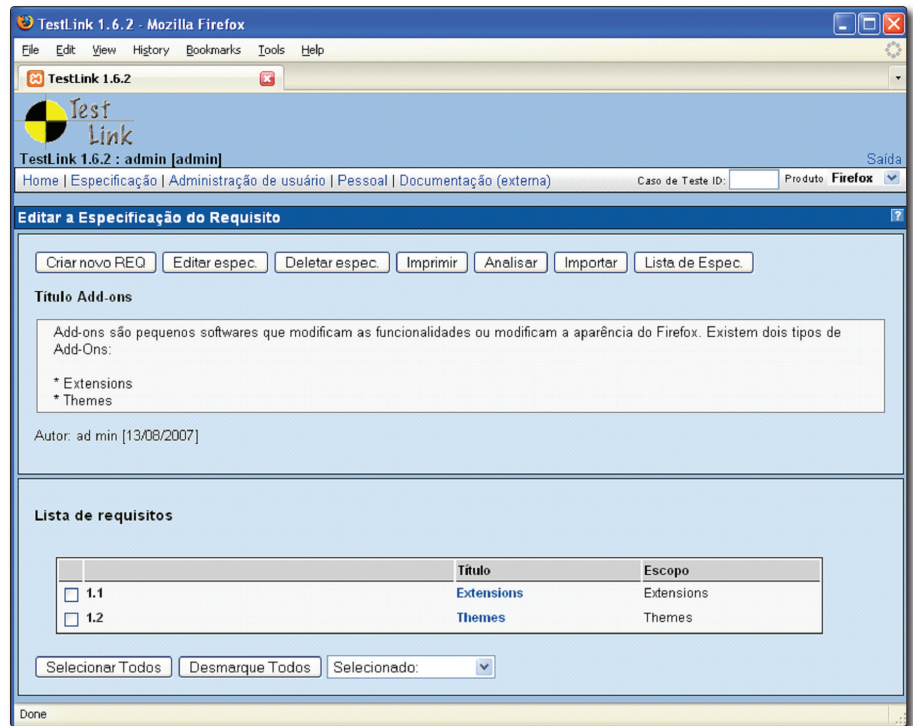 TestLink 1.6.2 - Mozilla Firefox
File Edit View History Bookmarks Tools Help
TestLink 1.6.2
Test
Link
TestLink 1.6.2 : admin [admin]
Saída
Home | Especificação | Administração de usuário | Pessoal | Documentação (externa) Caso de Teste ID: Produto Firefox
Editar a Especificação do Requisito ?
Criar novo REQ Editar espec. Deletar espec. Imprimir Analisar Importar Lista de Espec.
Título Add-ons
Add-ons são pequenos softwares que modificam as funcionalidades ou modificam a aparência do Firefox. Existem dois tipos de
Add-Ons:
* Extensions
* Themes
Autor: ad min [13/08/2007]
Lista de requisitos
Título Escopo
1.1 Extensions Extensions
1.2 Themes Themes
Selecionar Todos Desmarque Todos Selecionado:
Done